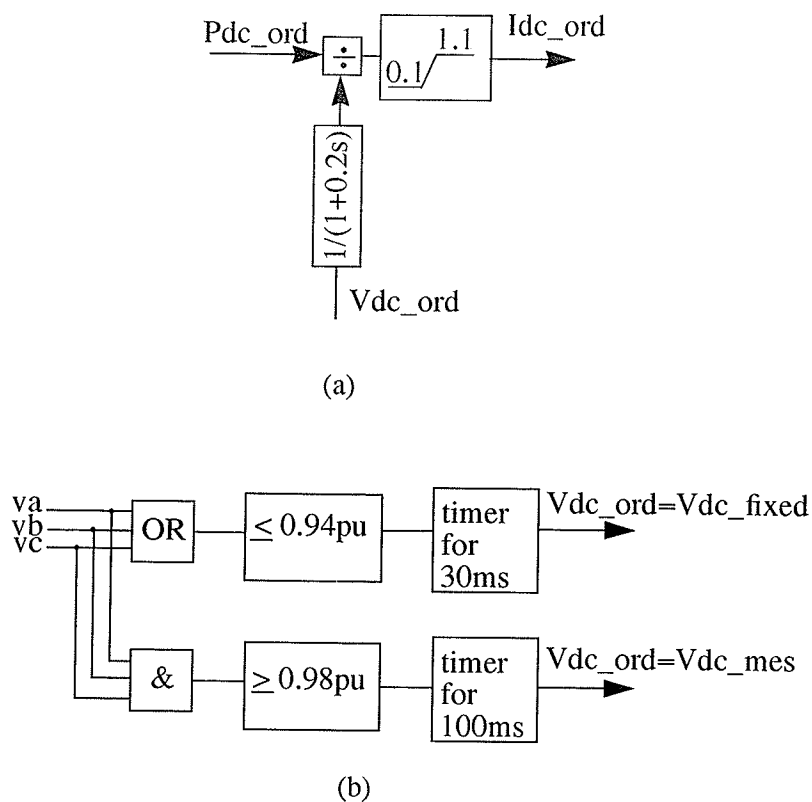 Pdc_ord
÷
0.1
1.1
Idc_ord
1/(1+0.2s)
Vdc_ord
(a)
va
vb
vc
OR
≤ 0.94pu
timer
for
30ms
Vdc_ord=Vdc_fixed
&
≥ 0.98pu
timer
for
100ms
Vdc_ord=Vdc_mes
(b)